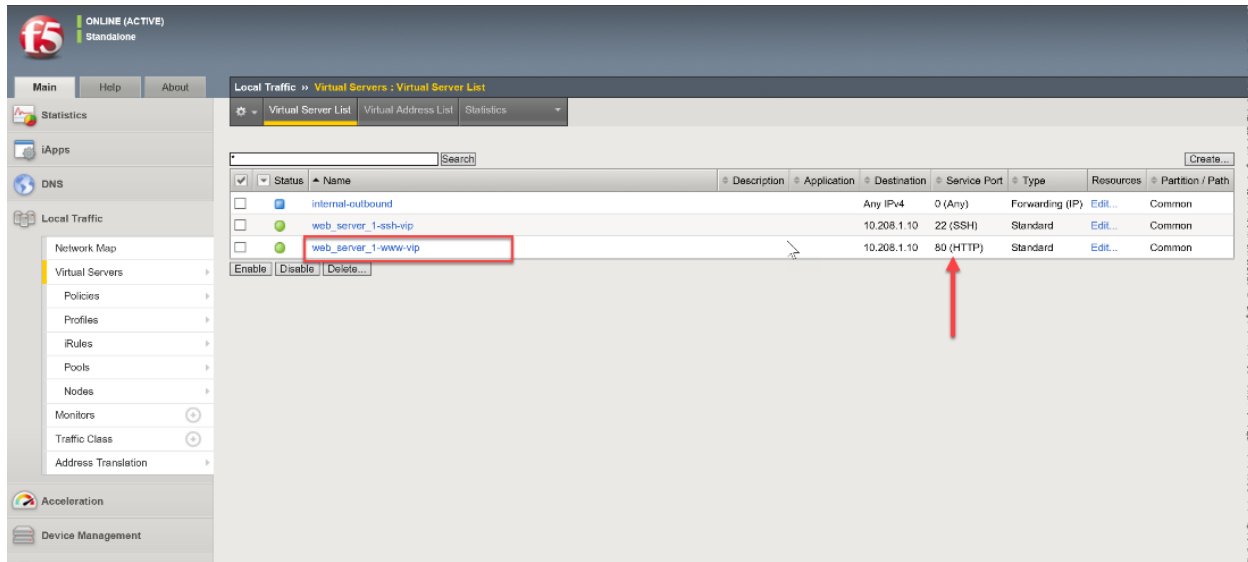 f5
ONLINE (ACTIVE)
Standalone
Main Help About
Statistics
iApps
DNS
Local Traffic
Network Map
Virtual Servers
Policies
Profiles
iRules
Pools
Nodes
Monitors
Traffic Class
Address Translation
Acceleration
Device Management
Local Traffic ›› Virtual Servers : Virtual Server List
Virtual Server List Virtual Address List Statistics
* Search Create...
Status Name Description Application Destination Service Port Type Resources Partition / Path
internal-outbound Any IPv4 0 (Any) Forwarding (IP) Edit... Common
web_server_1-ssh-vip 10.208.1.10 22 (SSH) Standard Edit... Common
web_server_1-www-vip 10.208.1.10 80 (HTTP) Standard Edit... Common
Enable Disable Delete...